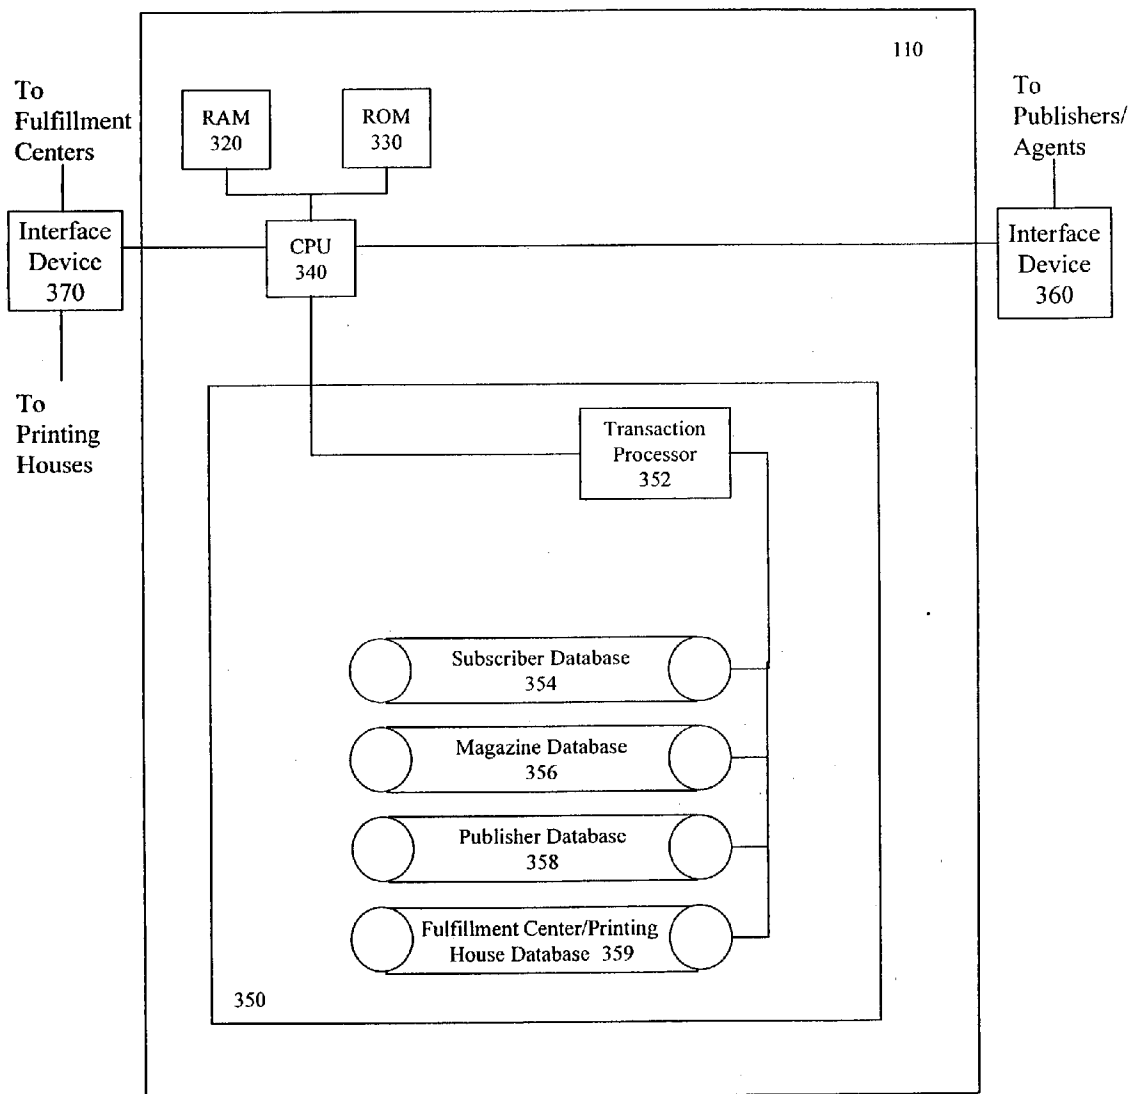 110
To
Fulfillment
Centers
RAM
320
ROM
330
To
Publishers/
Agents
Interface
Device
370
CPU
340
Interface
Device
360
To
Printing
Houses
Transaction
Processor
352
Subscriber Database
354
Magazine Database
356
Publisher Database
358
Fulfillment Center/Printing
House Database 359
350